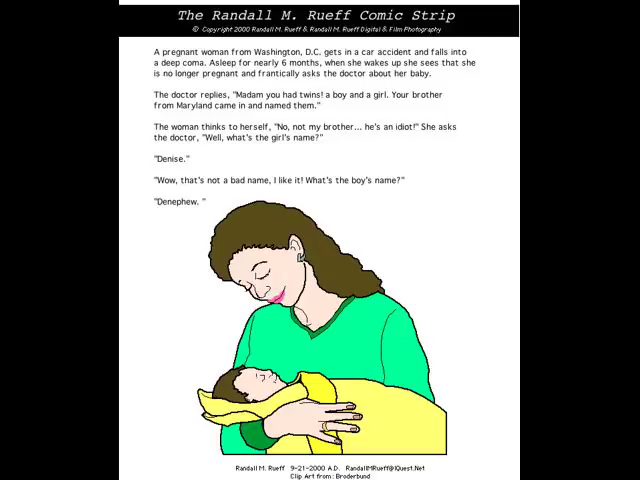 The Randall M. Rueff Comic Strip
© Copyright 2000 Randall M. Rueff & Randall M. Rueff Digital & Film Photography
A pregnant woman from Washington, D.C. gets in a car accident and falls into
a deep coma. Asleep for nearly 6 months, when she wakes up she sees that she
is no longer pregnant and frantically asks the doctor about her baby.
The doctor replies, "Madam you had twins! a boy and a girl. Your brother
from Maryland came in and named them."
The woman thinks to herself, "No, not my brother... he's an idiot!" She asks
the doctor, "Well, what's the girl's name?"
"Denise."
"Wow, that's not a bad name, I like it! What's the boy's name?"
"Denephew. "
Randall M. Rueff 9-21-2000 A.D. RandallMRueff@IQuest.Net
Clip Art from: Broderbund